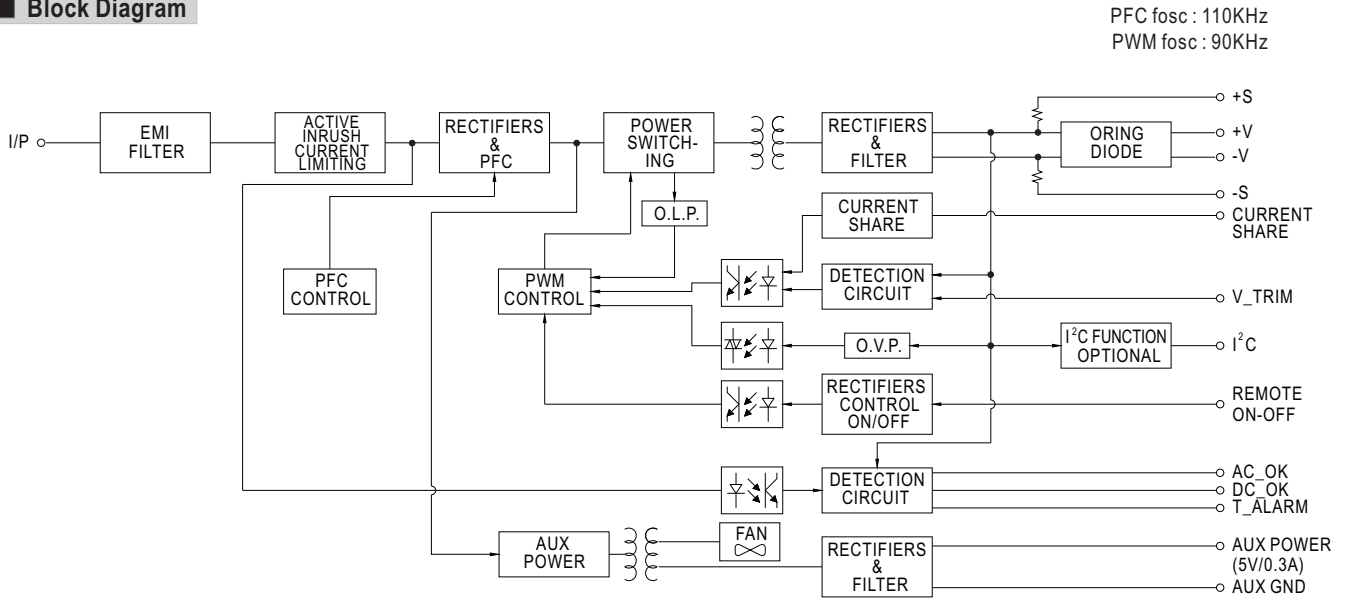 Block Diagram
PFC fosc : 110KHz
PWM fosc : 90KHz
I/P
EMI
FILTER
ACTIVE
INRUSH
CURRENT
LIMITING
RECTIFIERS
&
PFC
POWER
SWITCH-
ING
RECTIFIERS
&
FILTER
ORING
DIODE
+S
+V
-V
-S
O.L.P.
CURRENT
SHARE
CURRENT
SHARE
PFC
CONTROL
PWM
CONTROL
DETECTION
CIRCUIT
V_TRIM
O.V.P.
I²C FUNCTION
OPTIONAL
I²C
RECTIFIERS
CONTROL
ON/OFF
REMOTE
ON-OFF
DETECTION
CIRCUIT
AC_OK
DC_OK
T_ALARM
AUX
POWER
FAN
RECTIFIERS
&
FILTER
AUX POWER
(5V/0.3A)
AUX GND